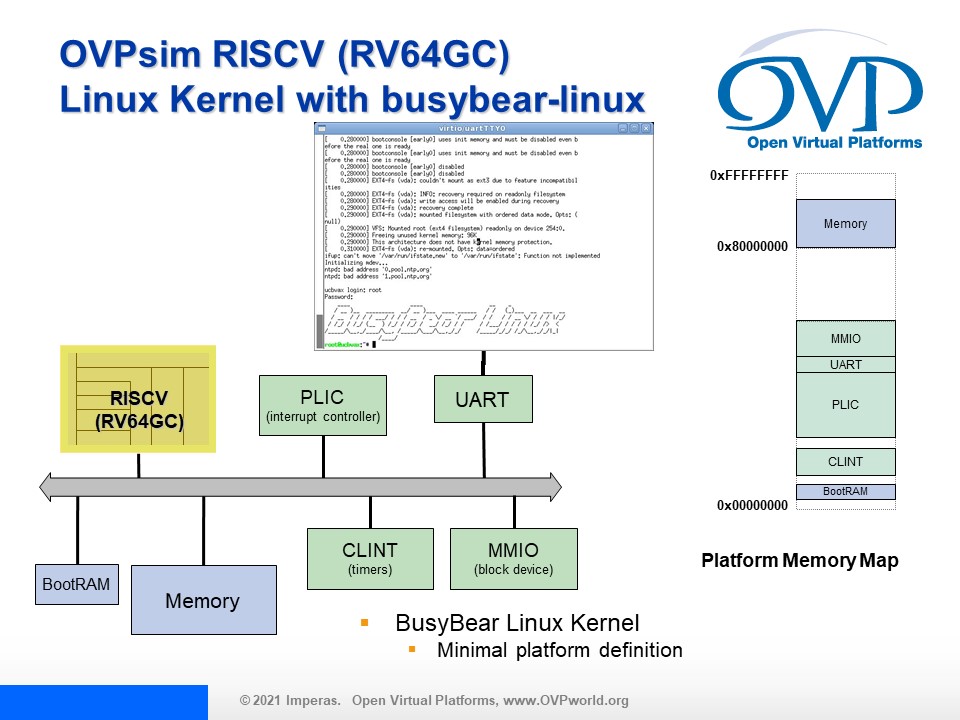 OVPsim RISCV (RV64GC)
Linux Kernel with busybear-linux
OVP
Open Virtual Platforms
virtio/uartTTY0
[    0.280000] bootconsole [early0] uses init memory and must be disabled even b
efore the real one is ready
[    0.280000] bootconsole [early0] uses init memory and must be disabled even b
efore the real one is ready
[    0.280000] bootconsole [early0] disabled
[    0.280000] bootconsole [early0] disabled
[    0.280000] EXT4-fs (vda): couldn't mount as ext3 due to feature incompatibil
ities
[    0.280000] EXT4-fs (vda): INFO: recovery required on readonly filesystem
[    0.280000] EXT4-fs (vda): write access will be enabled during recovery
[    0.290000] EXT4-fs (vda): recovery complete
[    0.290000] EXT4-fs (vda): mounted filesystem with ordered data mode. Opts: (
null)
[    0.290000] VFS: Mounted root (ext4 filesystem) readonly on device 254:0.
[    0.290000] Freeing unused kernel memory: 96K
[    0.290000] This architecture does not have kernel memory protection.
[    0.310000] EXT4-fs (vda): re-mounted. Opts: data=ordered
ifup: can't move '/var/run/ifstate.new' to '/var/run/ifstate': Function not implemented
Initializing mdev...
ntpd: bad address '0.pool.ntp.org'
ntpd: bad address '1.pool.ntp.org'
ucbvax login: root
Password:
root@ucbvax:~#
0xFFFFFFFF
Memory
0x80000000
MMIO
UART
PLIC
CLINT
BootRAM
0x00000000
Platform Memory Map
RISCV
(RV64GC)
PLIC
(interrupt controller)
UART
CLINT
(timers)
MMIO
(block device)
BootRAM
Memory
BusyBear Linux Kernel
Minimal platform definition
© 2021 Imperas. Open Virtual Platforms, www.OVPworld.org